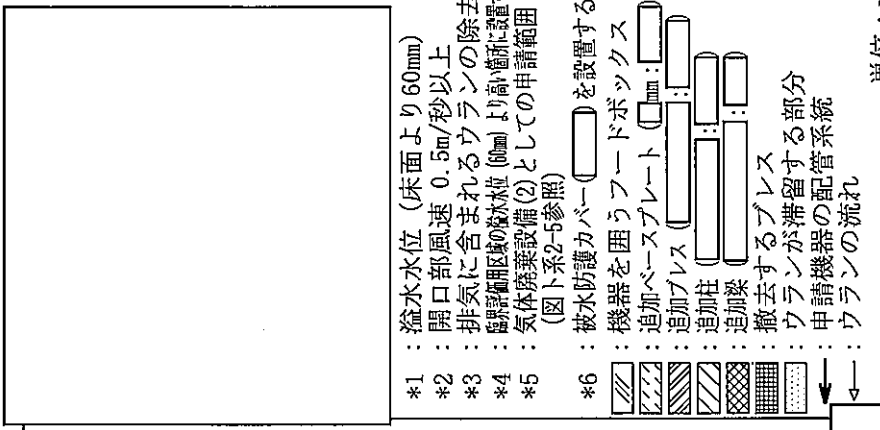 *1 : 溢水水位 (床面より60mm)
*2 : 開口部風速 0.5m/秒以上
*3 : 排気に含まれるウランの除去
*4 : 臨界評価用区域の溢水水位 (60mm) より高い箇所に設置
*5 : 気体廃棄設備(2)としての申請範囲
(図ト系2-5参照)
*6 : 被水防護カバー( )を設置する
: 機器を囲うフードボックス
: 追加ベースプレート( mm : )
: 追加ブレス( : )
: 追加柱( : )
: 追加梁( : )
: 撤去するブレス
: ウランが滞留する部分
: 申請機器の配管系統
: ウランの流れ